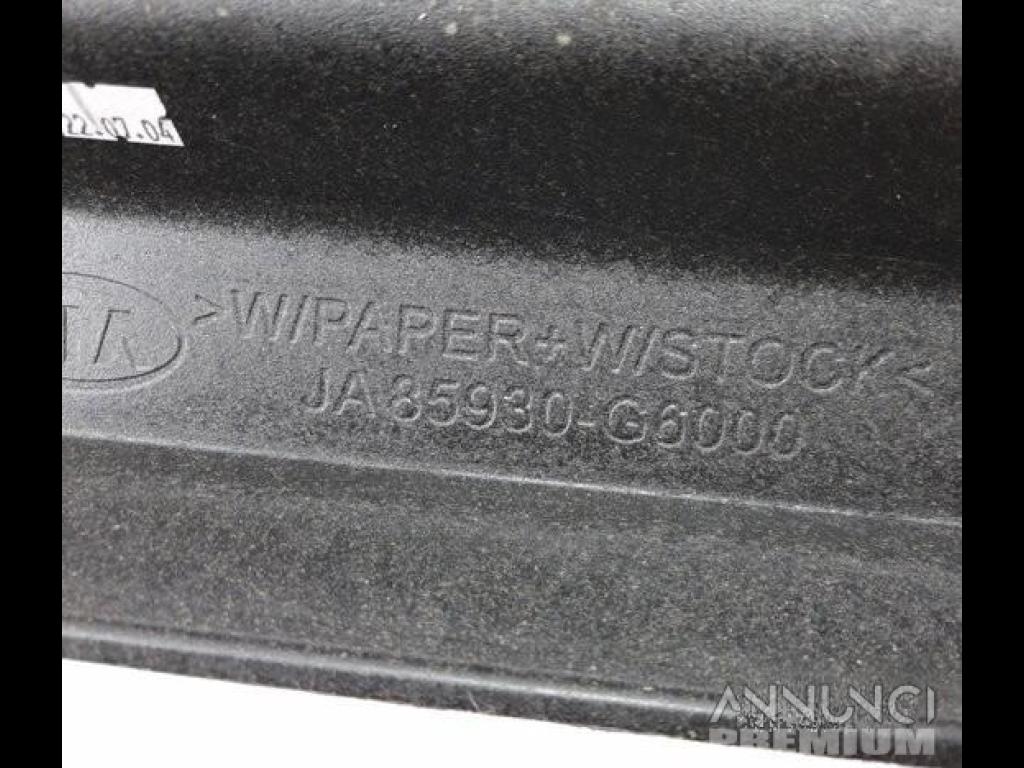 22.07.04
>W/PAPER+W/STOCK<
JA 85930-G6000
ANNUNCI
PREMIUM